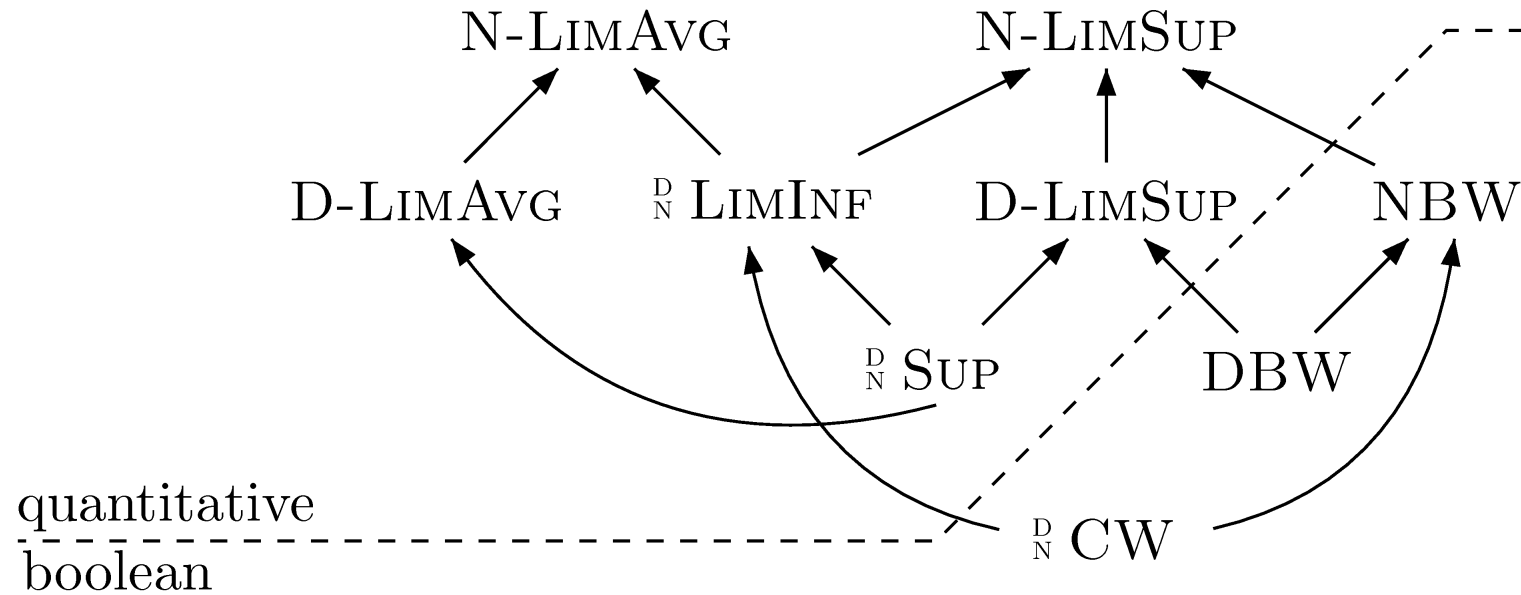 N-LIMAVG N-LIMSUP
D-LIMAVG D N LIMINF D-LIMSUP NBW
D N SUP DBW
quantitative
D N CW
boolean